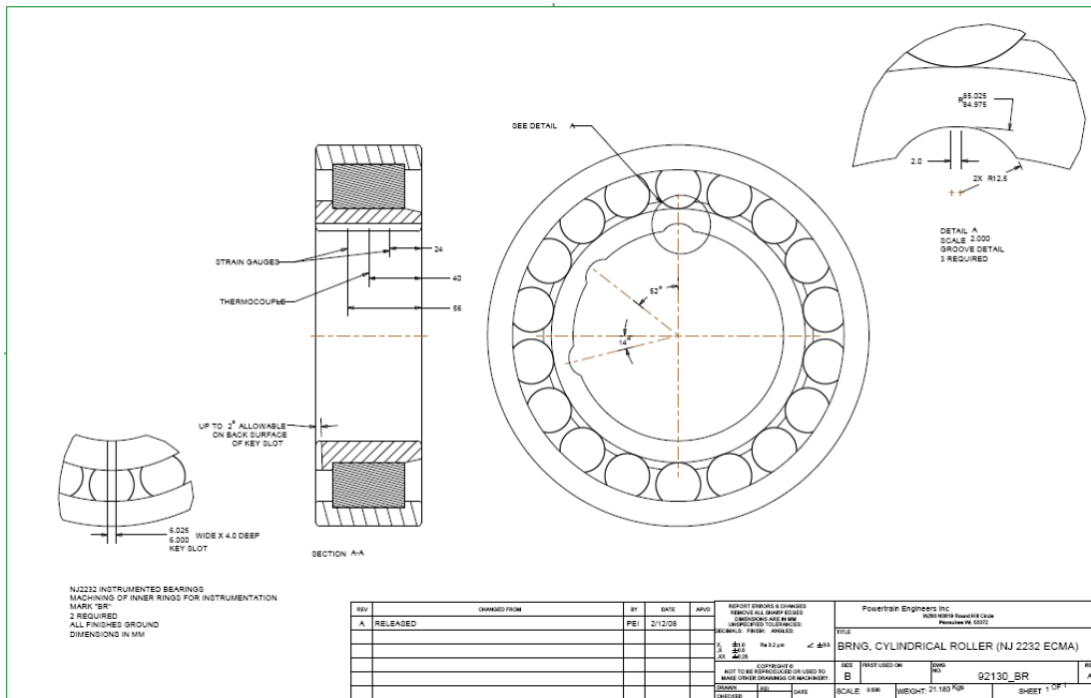 SEE DETAIL A
R 85.025
84.975
2.0
2X R12.5
DETAIL A
SCALE 2.000
GROOVE DETAIL
3 REQUIRED
STRAIN GAUGES
24
THERMOCOUPLE
40
56
52°
14°
UP TO 2° ALLOWABLE
ON BACK SURFACE
OF KEY SLOT
6.025
6.000 WIDE X 4.0 DEEP
KEY SLOT
SECTION A-A
NJ2232 INSTRUMENTED BEARINGS
MACHINING OF INNER RINGS FOR INSTRUMENTATION
MARK "BR"
2 REQUIRED
ALL FINISHES GROUND
DIMENSIONS IN MM
REV CHANGED FROM BY DATE APVD
A RELEASED PEI 2/12/08
REPORT ERRORS & CHANGES
REMOVE ALL SHARP EDGES
DIMENSIONS ARE IN MM
UNSPECIFIED TOLERANCES:
DECIMALS: FINISH: ANGLES:
COPYRIGHT ©
NOT TO BE REPRODUCED OR USED TO
MAKE OTHER DRAWINGS OR MACHINERY.
DRAWN PEI DATE
CHECKED
Powertrain Engineers Inc
Pewaukee WI, 53072
TITLE
BRNG, CYLINDRICAL ROLLER (NJ 2232 ECMA)
SIZE FIRST USED ON DWG NO.
B 92130_BR
SCALE: WEIGHT: 21.180 Kgs SHEET 1 OF 1